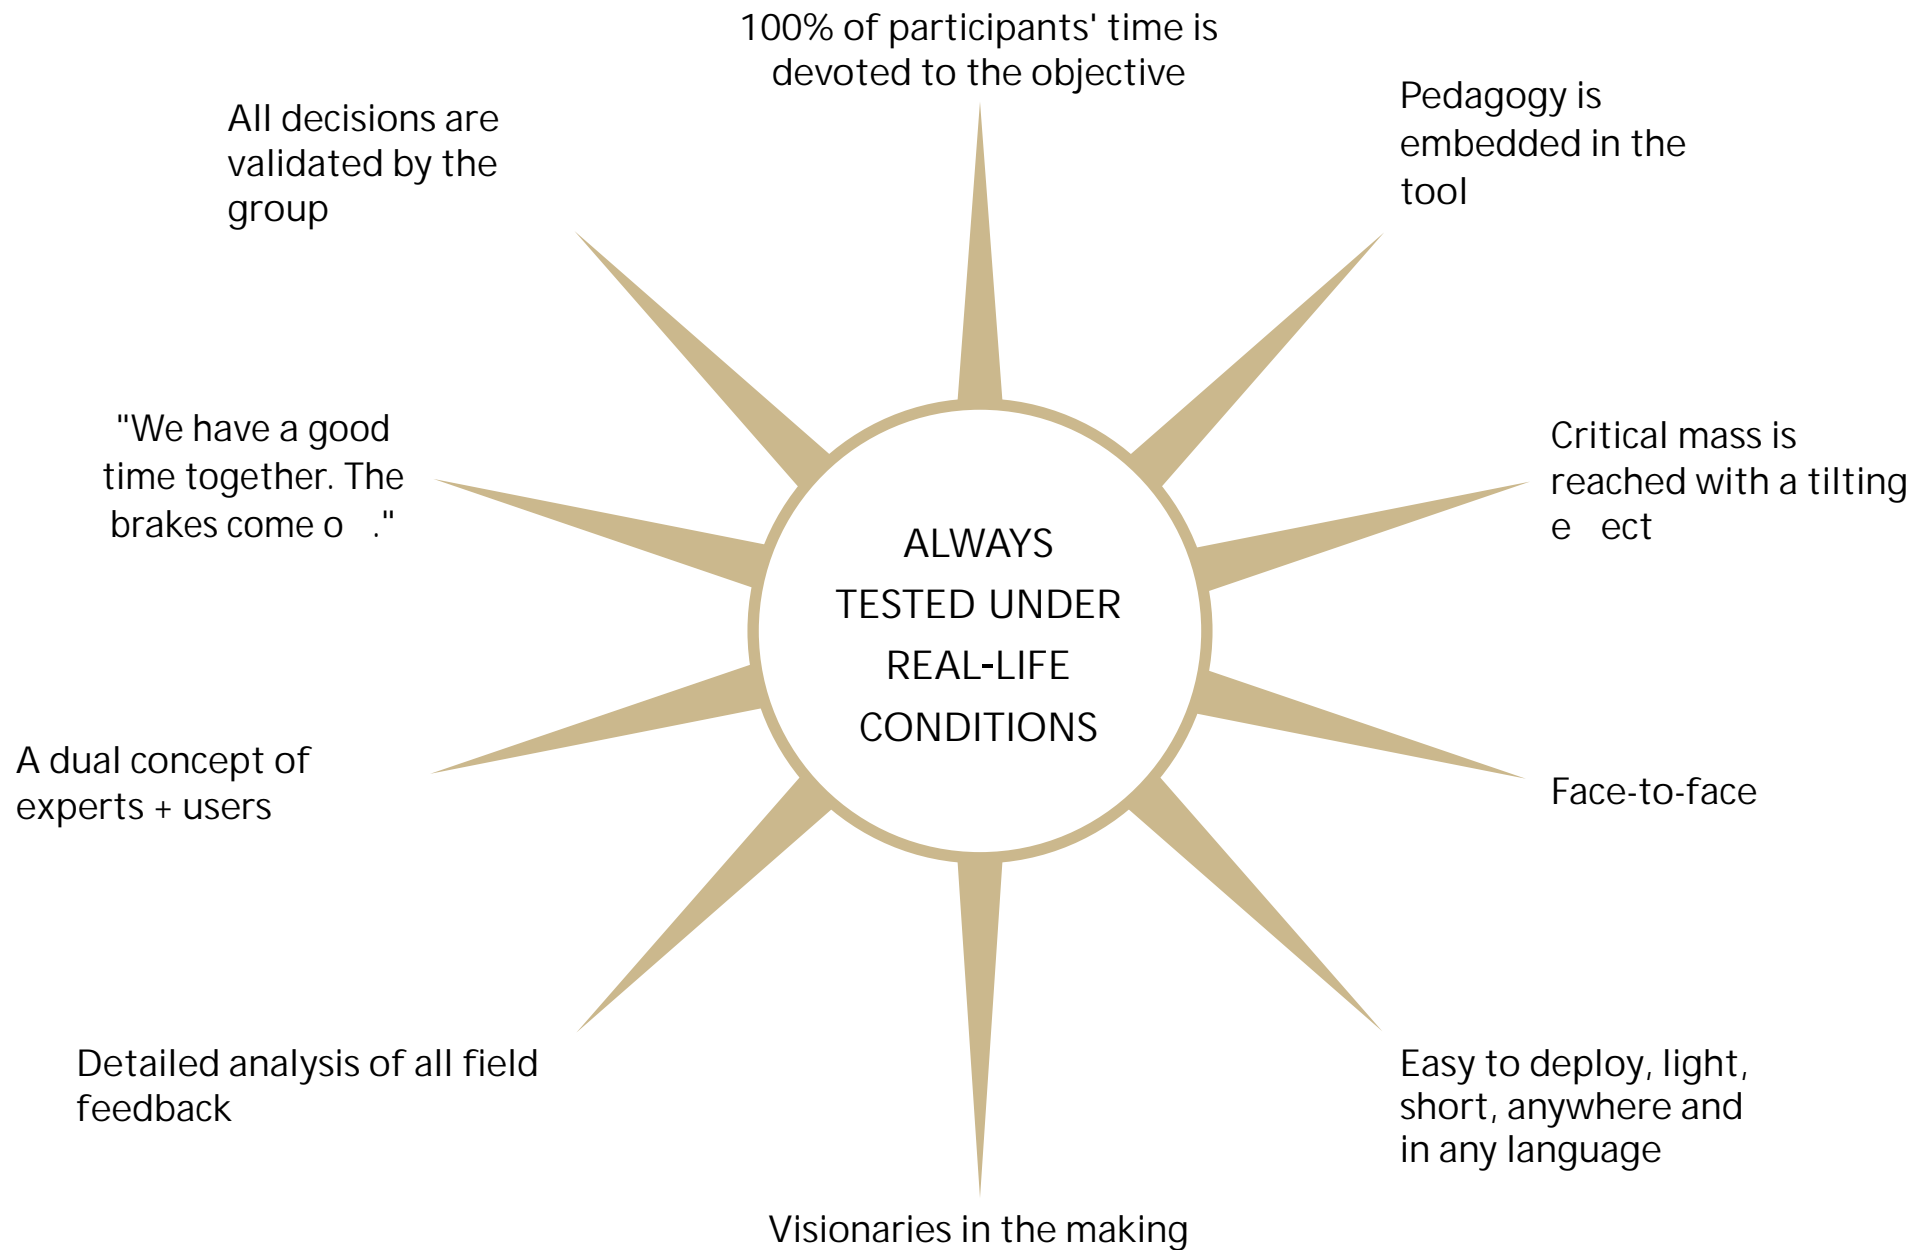 100% of participants' time is
devoted to the objective
Pedagogy is
embedded in the
tool
Critical mass is
reached with a tilting
e ect
Face-to-face
Easy to deploy, light,
short, anywhere and
in any language
Visionaries in the making
Detailed analysis of all field
feedback
A dual concept of
experts + users
"We have a good
time together. The
brakes come o ."
All decisions are
validated by the
group
ALWAYS
TESTED UNDER
REAL-LIFE
CONDITIONS